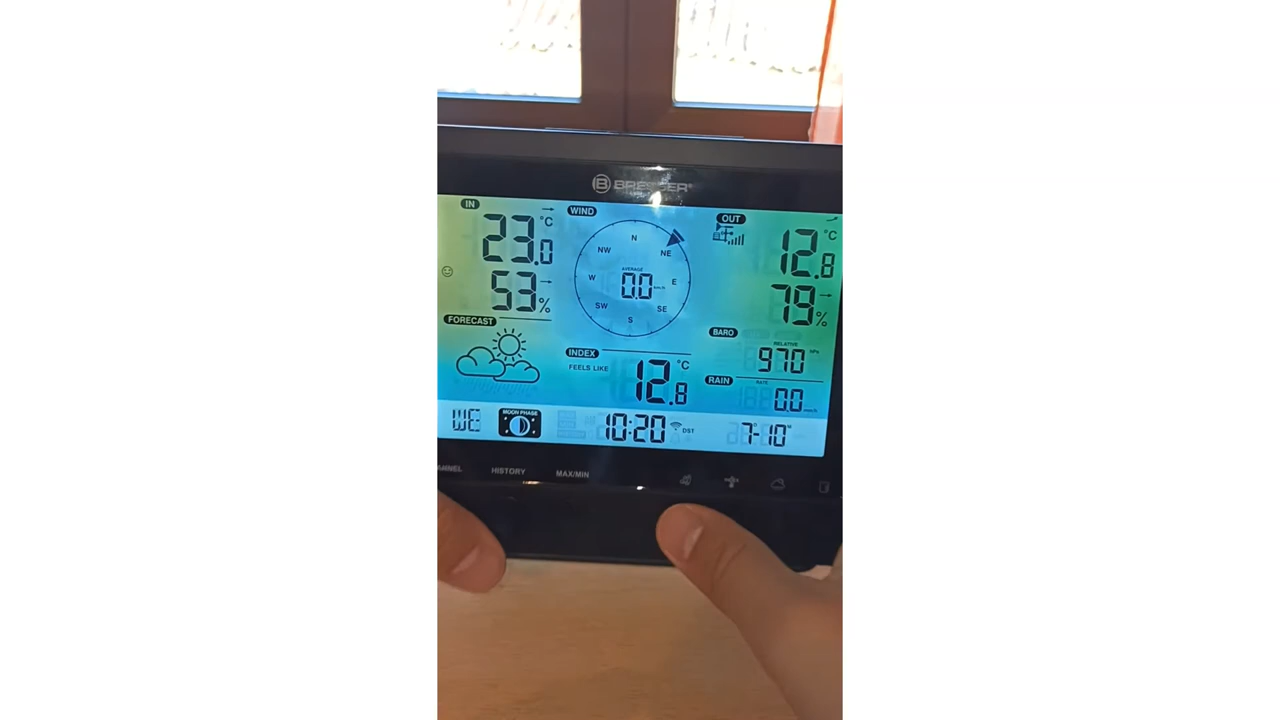 BRESSER
IN
23.0 °C
53%
WIND
N
NW
NE
W
E
SW
SE
S
AVERAGE
0.0
OUT
12.8 °C
79%
FORECAST
INDEX
FEELS LIKE
12.8 °C
BARO
RELATIVE
970 hPa
RAIN
RATE
0.0
WE
MOON PHASE
10:20
DST
7-10
HISTORY
MAX/MIN